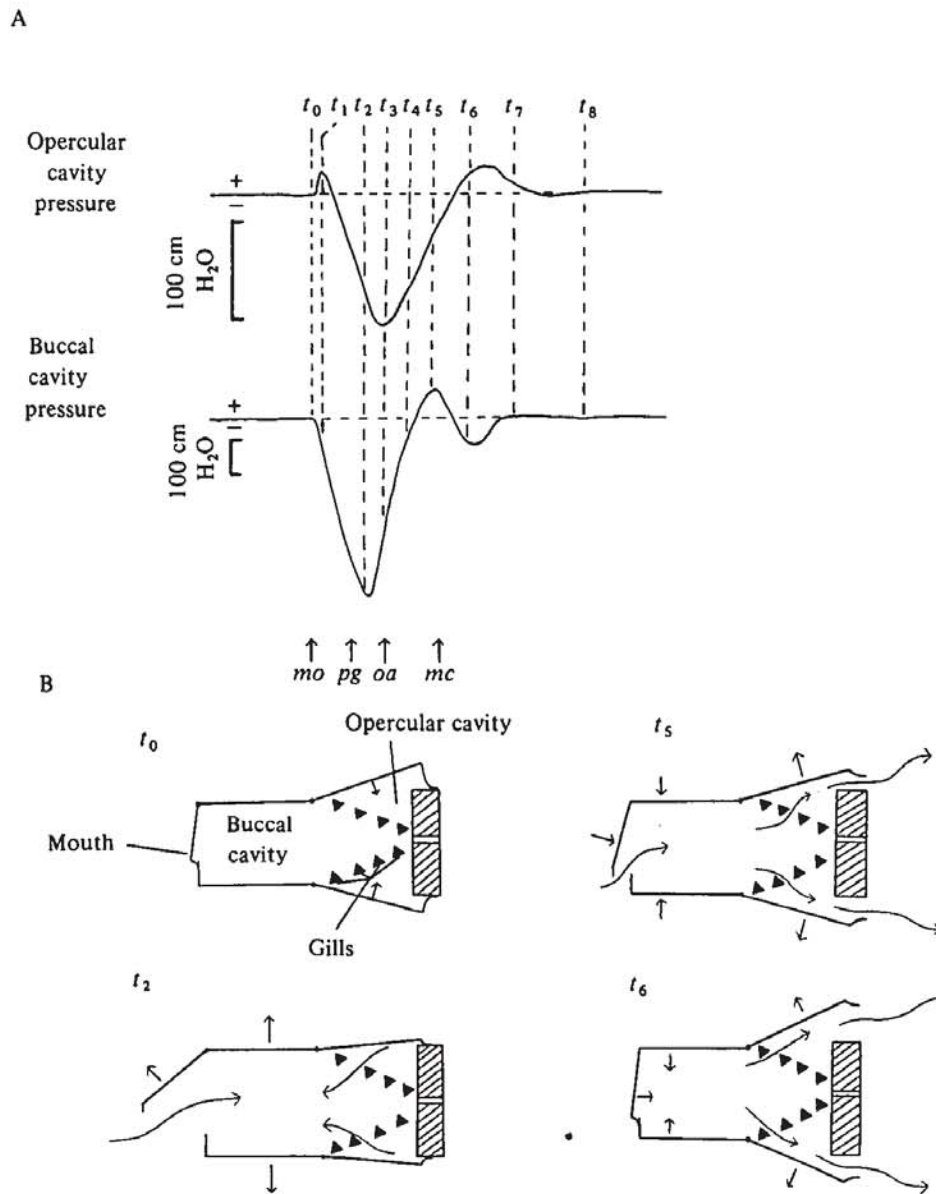 A
t0 t1 t2 t3 t4 t5 t6 t7 t8
Opercular
cavity
pressure
+
−
100 cm
H2O
Buccal
cavity
pressure
+
−
100 cm
H2O
mo pg oa mc
B
t0
Opercular cavity
Buccal
cavity
Mouth
Gills
t5
t2
t6